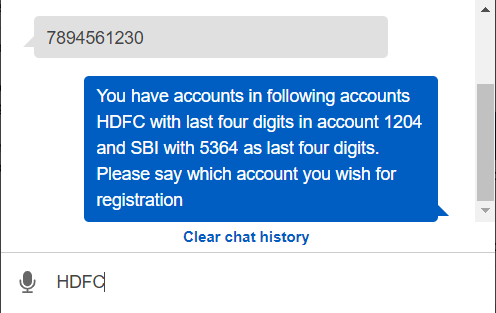 7894561230
You have accounts in following accounts
HDFC with last four digits in account 1204
and SBI with 5364 as last four digits.
Please say which account you wish for
registration
Clear chat history
HDFC